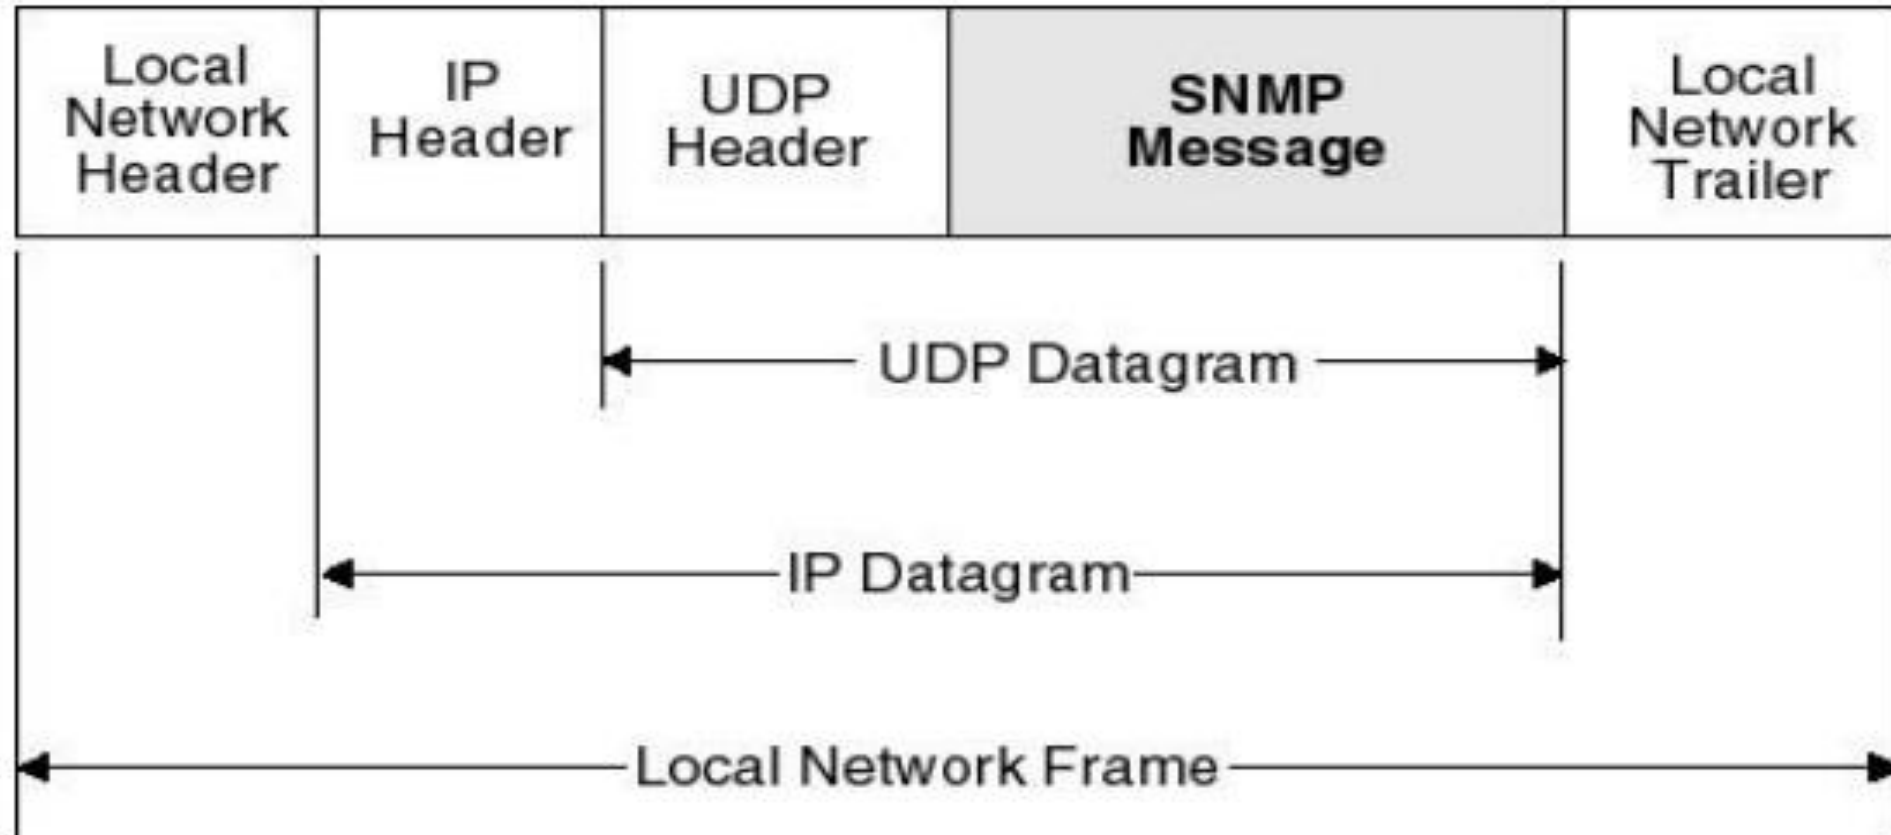 Local
Network
Header
IP
Header
UDP
Header
SNMP
Message
Local
Network
Trailer
UDP Datagram
IP Datagram
Local Network Frame